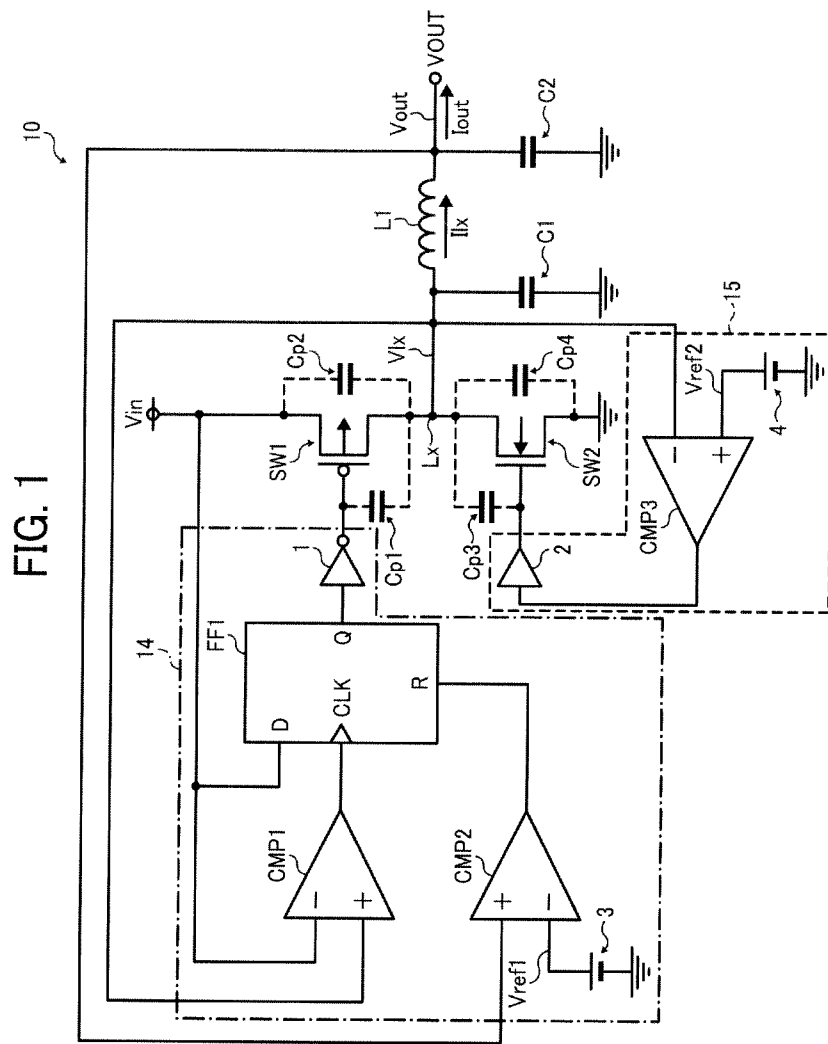 FIG. 1
10
14
FF1
D
CLK
Q
R
CMP1
−
+
CMP2
+
−
Vref1
3
1
Vin
SW1
Cp1
Cp2
Lx
Vlx
Cp3
Cp4
SW2
2
CMP3
−
+
Vref2
4
15
L1
Ilx
C1
Vout
VOUT
Iout
C2